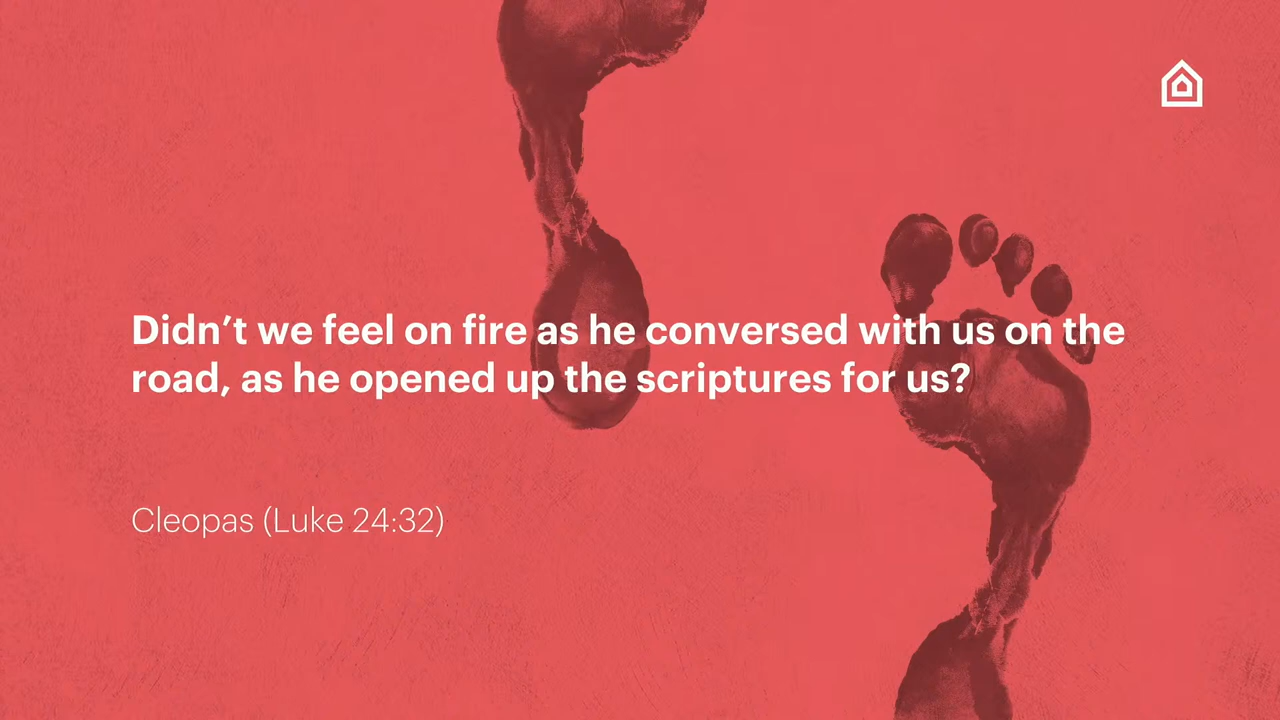 Didn’t we feel on fire as he conversed with us on the
road, as he opened up the scriptures for us?
Cleopas (Luke 24:32)